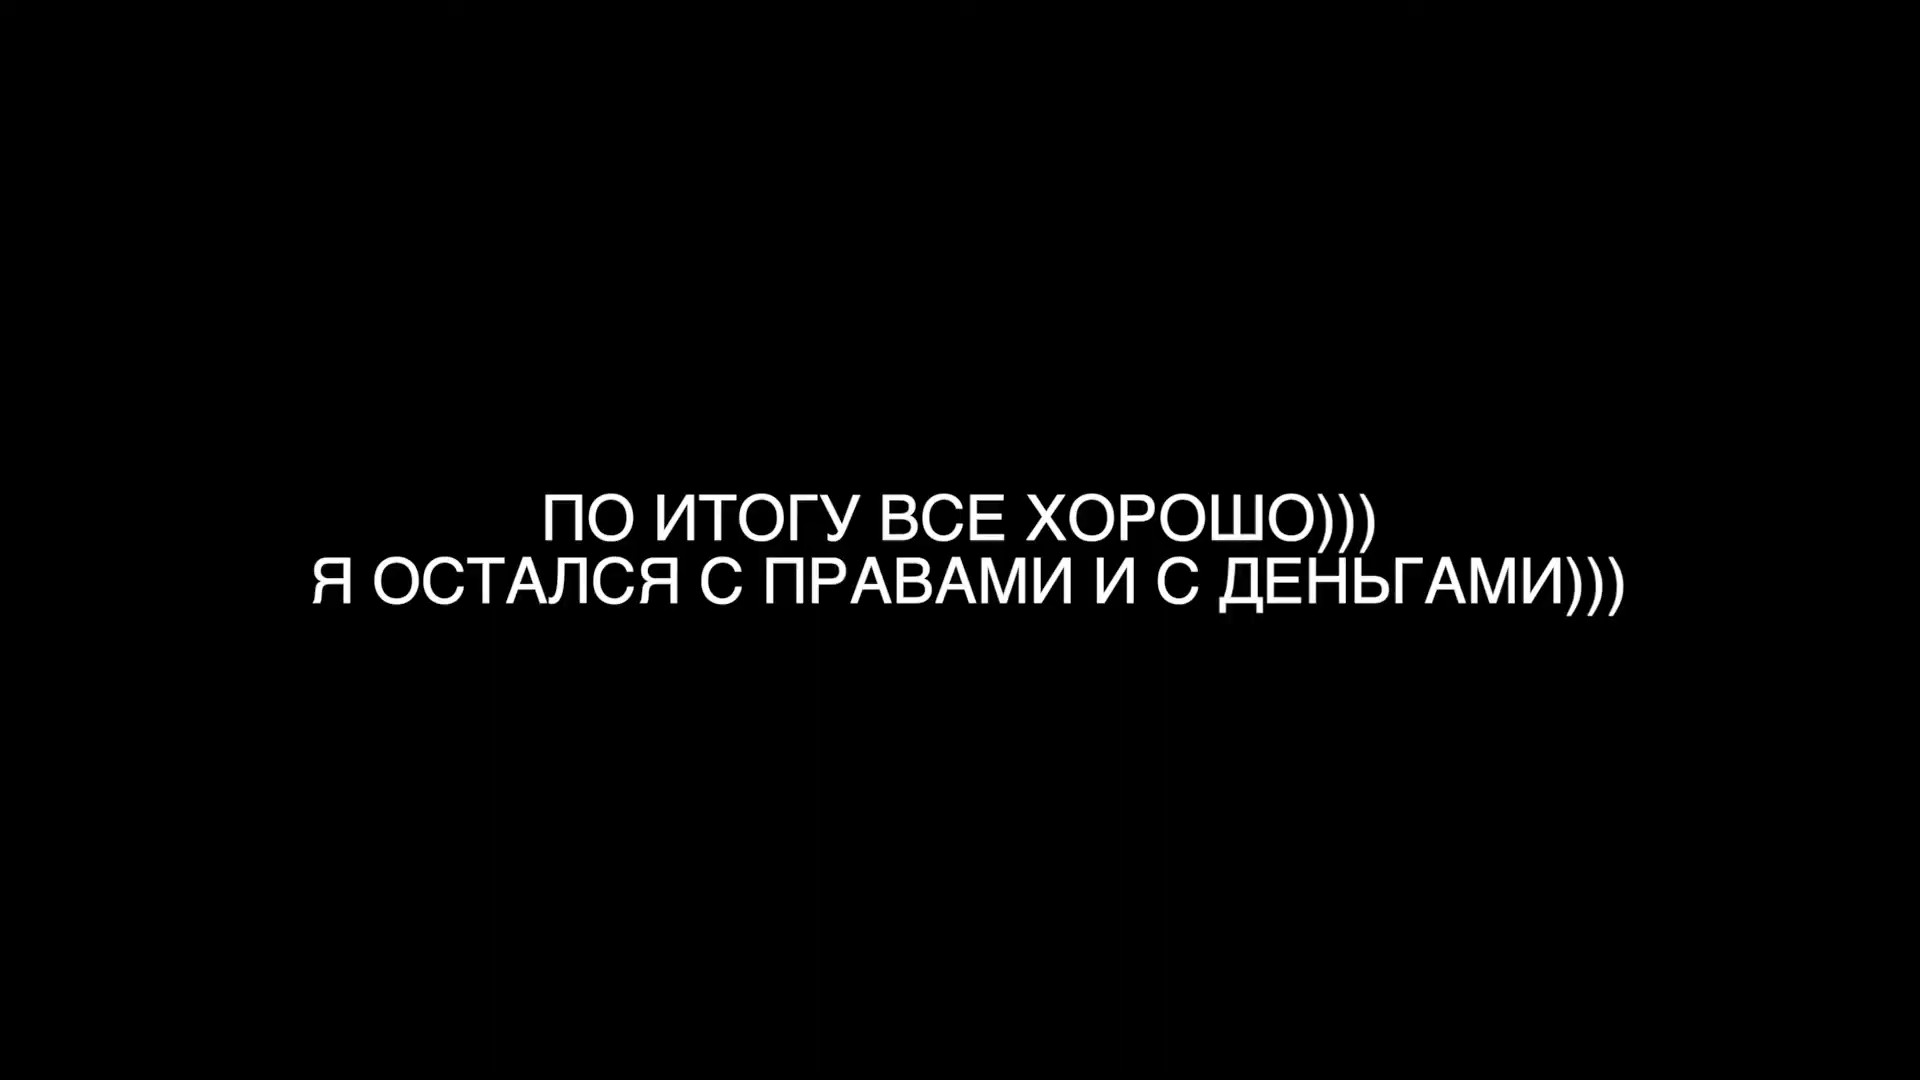 ПО ИТОГУ ВСЕ ХОРОШО)))
Я ОСТАЛСЯ С ПРАВАМИ И С ДЕНЬГАМИ)))